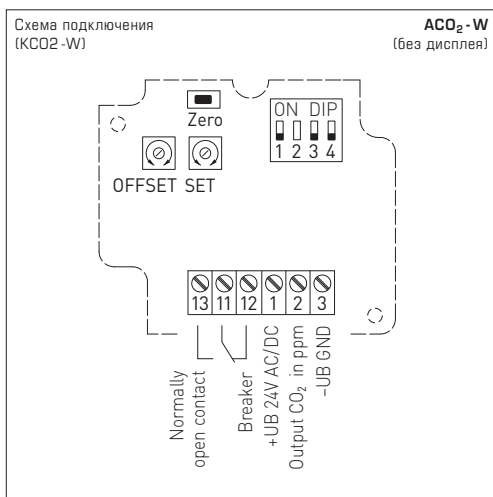 Схема подключения
(KCO2-W)
ACO₂-W
(без дисплея)
Zero
ON DIP
1 2 3 4
OFFSET SET
13 11 12 1 2 3
Normally
open contact
Breaker
+UB 24V AC/DC
Output CO₂ in ppm
–UB GND